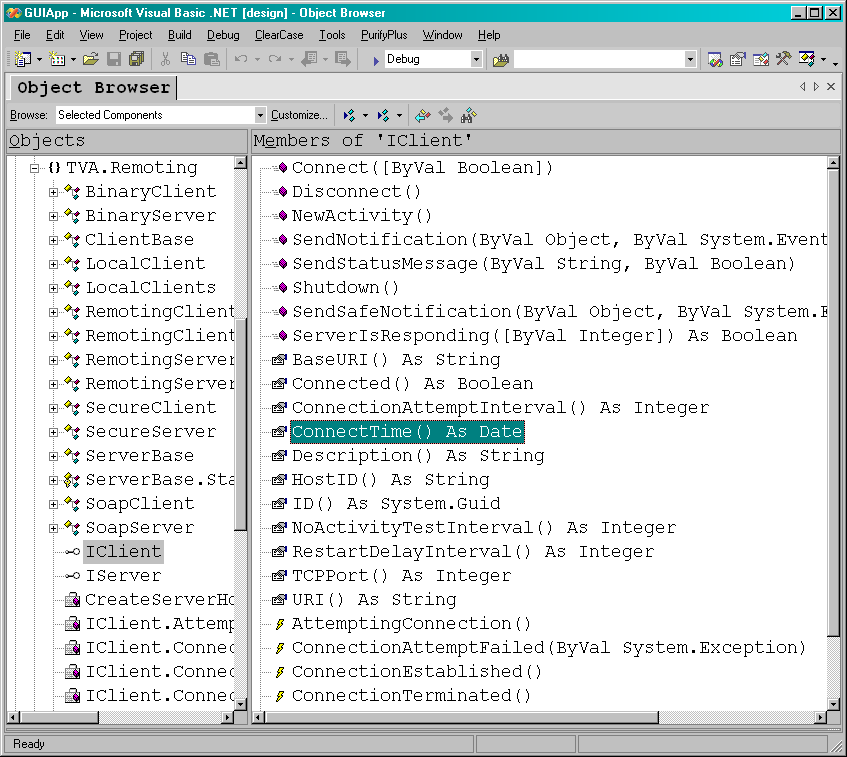 GUIApp - Microsoft Visual Basic .NET [design] - Object Browser
File Edit View Project Build Debug ClearCase Tools PurifyPlus Window Help
Debug
Object Browser
Browse: Selected Components Customize...
Objects
Members of 'IClient'
{} TVA.Remoting
BinaryClient
BinaryServer
ClientBase
LocalClient
LocalClients
RemotingClient
RemotingClient
RemotingServer
RemotingServer
SecureClient
SecureServer
ServerBase
ServerBase.Sta
SoapClient
SoapServer
IClient
IServer
CreateServerHo
IClient.Attemp
IClient.Connec
IClient.Connec
IClient.Connec
Connect([ByVal Boolean])
Disconnect()
NewActivity()
SendNotification(ByVal Object, ByVal System.Event
SendStatusMessage(ByVal String, ByVal Boolean)
Shutdown()
SendSafeNotification(ByVal Object, ByVal System.E
ServerIsResponding([ByVal Integer]) As Boolean
BaseURI() As String
Connected() As Boolean
ConnectionAttemptInterval() As Integer
ConnectTime() As Date
Description() As String
HostID() As String
ID() As System.Guid
NoActivityTestInterval() As Integer
RestartDelayInterval() As Integer
TCPPort() As Integer
URI() As String
AttemptingConnection()
ConnectionAttemptFailed(ByVal System.Exception)
ConnectionEstablished()
ConnectionTerminated()
Ready